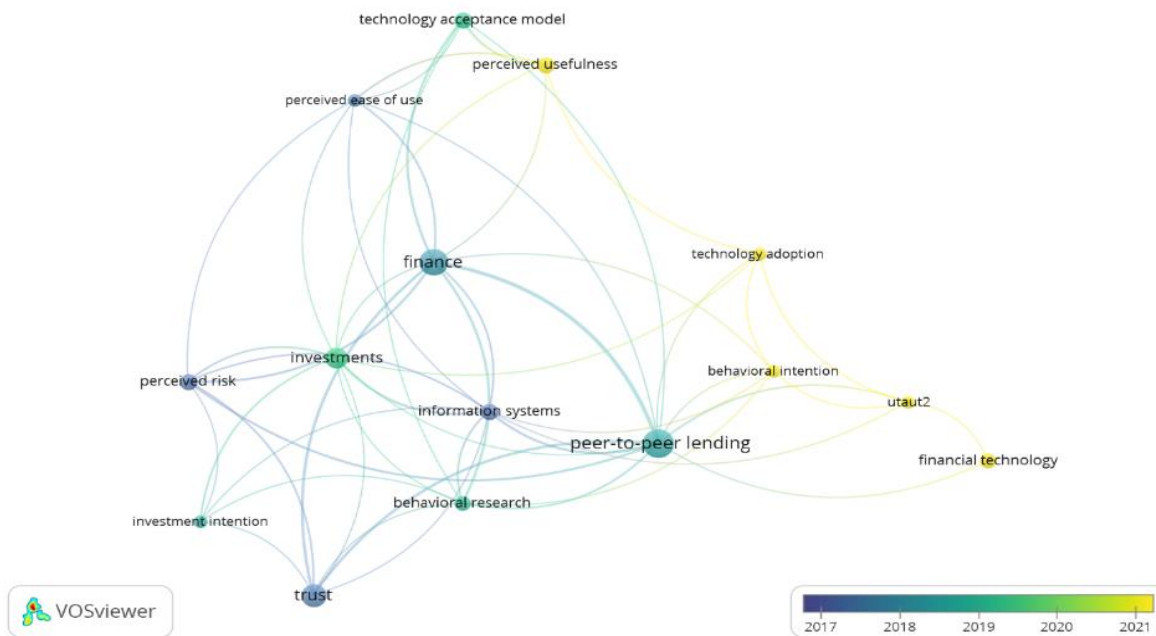 technology acceptance model
perceived usefulness
perceived ease of use
technology adoption
finance
investments
behavioral intention
perceived risk
utaut2
information systems
peer-to-peer lending
financial technology
behavioral research
investment intention
trust
VOSviewer
2017 2018 2019 2020 2021